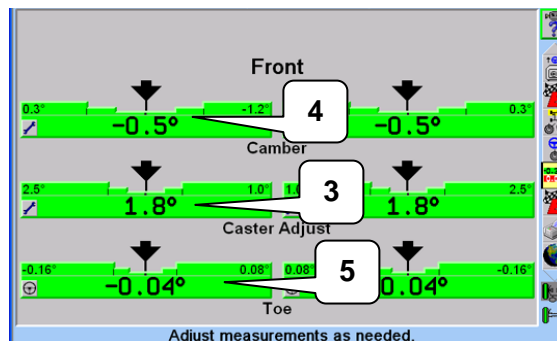 Front
0.3° -1.2° 0.3°
-0.5° -0.5°
4
Camber
2.5° 1.0° 2.5°
1.8° 1.8°
3
Caster Adjust
-0.16° 0.08° 0.08° -0.16°
-0.04° 0.04°
5
Toe
Adjust measurements as needed.